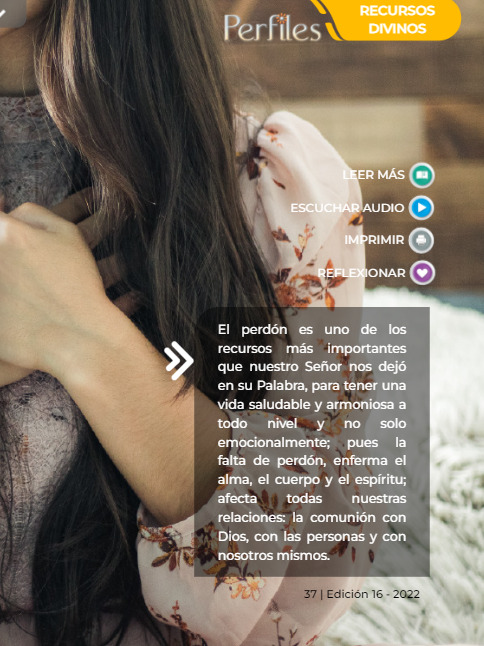 Perfiles
RECURSOS
DIVINOS
LEER MÁS
ESCUCHAR AUDIO
IMPRIMIR
REFLEXIONAR
El perdón es uno de los
recursos más importantes
que nuestro Señor nos dejó
en su Palabra, para tener una
vida saludable y armoniosa a
todo nivel y no solo
emocionalmente; pues la
falta de perdón, enferma el
alma, el cuerpo y el espíritu;
afecta todas nuestras
relaciones: la comunión con
Dios, con las personas y con
nosotros mismos.
37 | Edición 16 - 2022